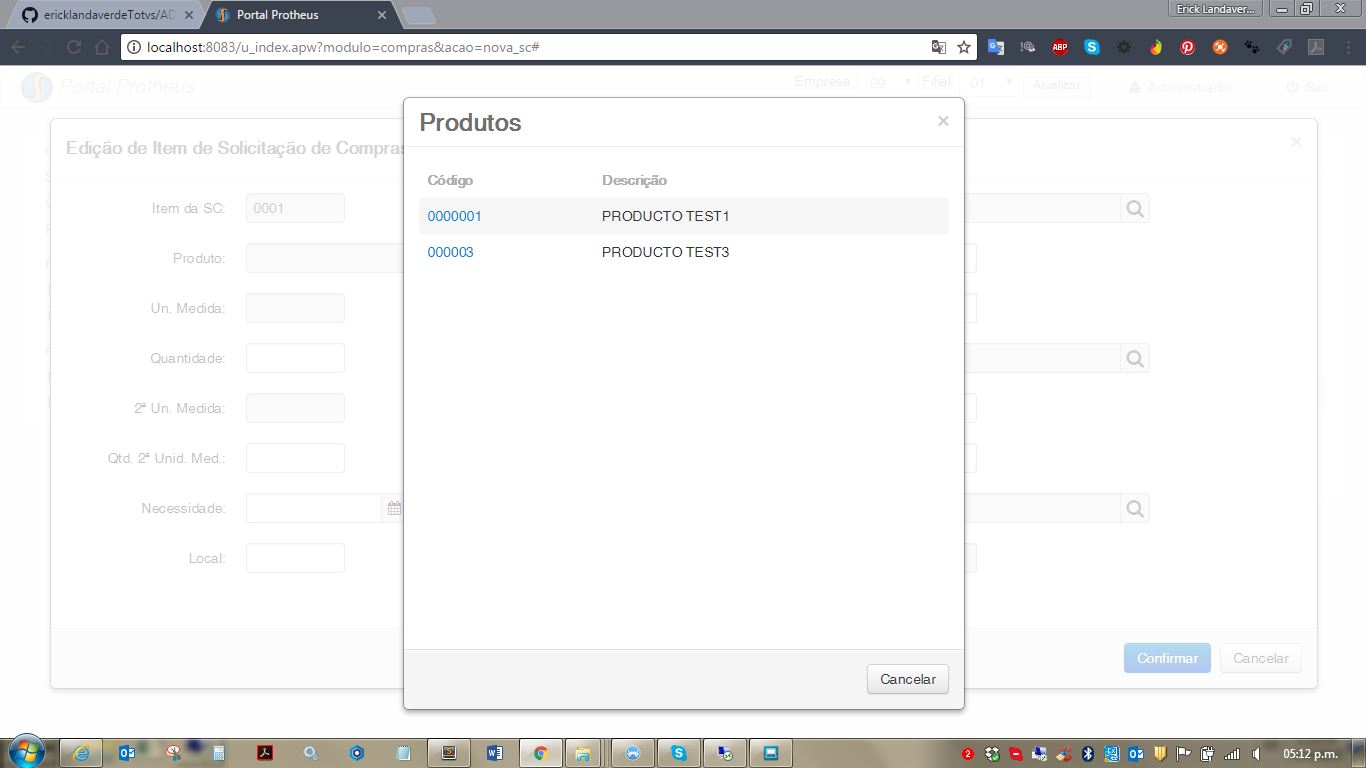 ericklandaverdeTotvs/AD
Portal Protheus
Erick Landaver...
localhost:8083/u_index.apw?modulo=compras&acao=nova_sc#
ABP
Portal Protheus
Empresa: 99 Filial: 01 Atualizar
Administrador
Sair
Edição de Item de Solicitação de Compras
Item da SC: 0001
Produto:
Un. Medida:
Quantidade:
2ª Un. Medida:
Qtd. 2ª Unid. Med.:
Necessidade:
Local:
Confirmar
Cancelar
Produtos
Código Descrição
0000001 PRODUCTO TEST1
000003 PRODUCTO TEST3
Cancelar
05:12 p.m.